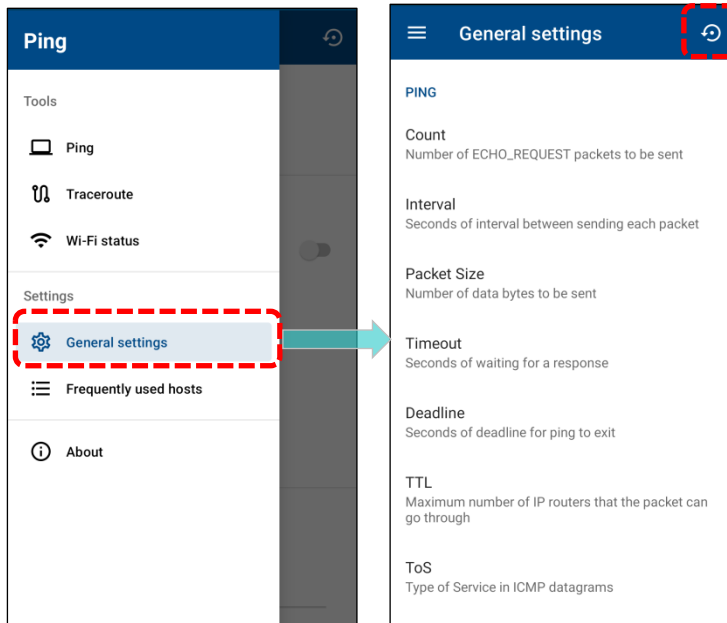 Ping
Tools
Ping
Traceroute
Wi-Fi status
Settings
General settings
Frequently used hosts
About
General settings
PING
Count
Number of ECHO_REQUEST packets to be sent
Interval
Seconds of interval between sending each packet
Packet Size
Number of data bytes to be sent
Timeout
Seconds of waiting for a response
Deadline
Seconds of deadline for ping to exit
TTL
Maximum number of IP routers that the packet can
go through
ToS
Type of Service in ICMP datagrams